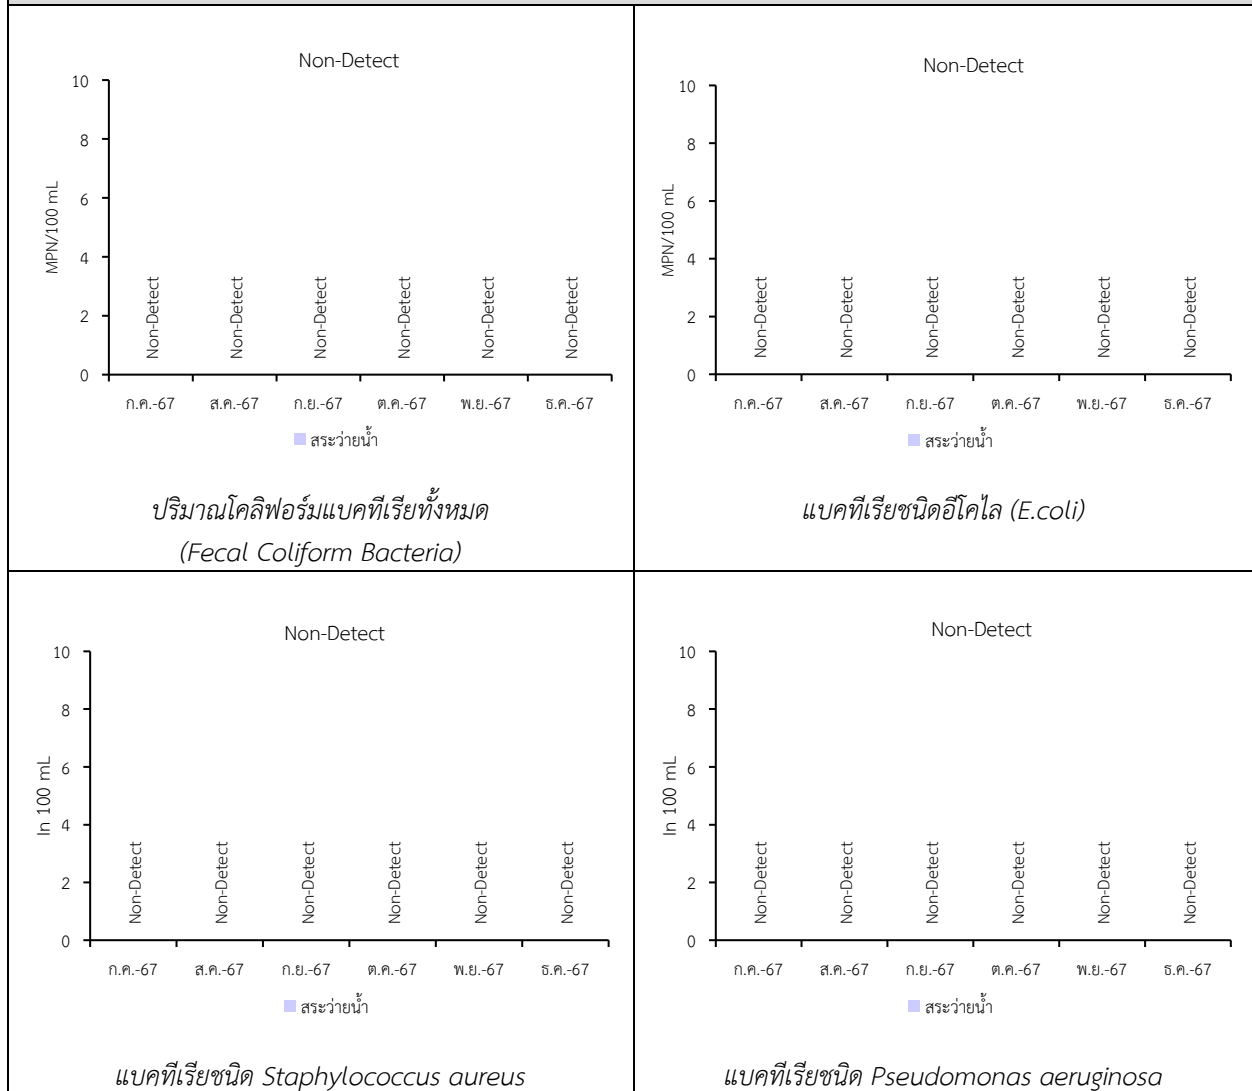 Non-Detect
10
8
6
4
2
0
MPN/100 mL
Non-Detect Non-Detect Non-Detect Non-Detect Non-Detect Non-Detect
ก.ค.-67 ส.ค.-67 ก.ย.-67 ต.ค.-67 พ.ย.-67 ธ.ค.-67
สระว่ายน้ำ
ปริมาณโคลิฟอร์มแบคทีเรียทั้งหมด
(Fecal Coliform Bacteria)
Non-Detect
10
8
6
4
2
0
MPN/100 mL
Non-Detect Non-Detect Non-Detect Non-Detect Non-Detect Non-Detect
ก.ค.-67 ส.ค.-67 ก.ย.-67 ต.ค.-67 พ.ย.-67 ธ.ค.-67
สระว่ายน้ำ
แบคทีเรียชนิดอีโคไล (E.coli)
Non-Detect
10
8
6
4
2
0
In 100 mL
Non-Detect Non-Detect Non-Detect Non-Detect Non-Detect Non-Detect
ก.ค.-67 ส.ค.-67 ก.ย.-67 ต.ค.-67 พ.ย.-67 ธ.ค.-67
สระว่ายน้ำ
แบคทีเรียชนิด Staphylococcus aureus
Non-Detect
10
8
6
4
2
0
In 100 mL
Non-Detect Non-Detect Non-Detect Non-Detect Non-Detect Non-Detect
ก.ค.-67 ส.ค.-67 ก.ย.-67 ต.ค.-67 พ.ย.-67 ธ.ค.-67
สระว่ายน้ำ
แบคทีเรียชนิด Pseudomonas aeruginosa